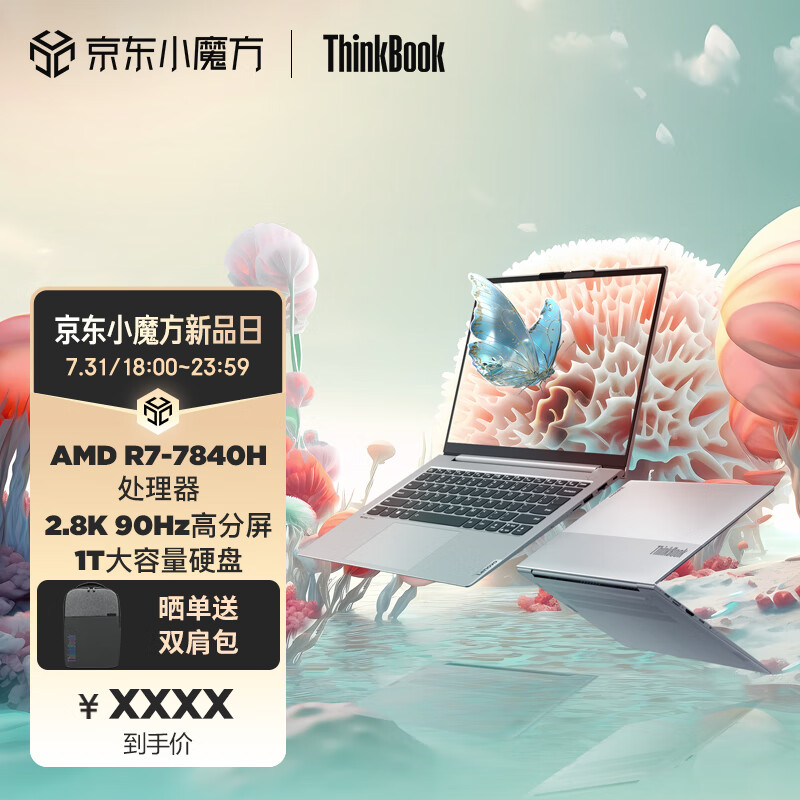 京东小魔方 ThinkBook
京东小魔方新品日
7.31/18:00~23:59
AMD R7-7840H
处理器
2.8K 90Hz高分屏
1T大容量硬盘
晒单送
双肩包
￥XXXX
到手价
ThinkBook